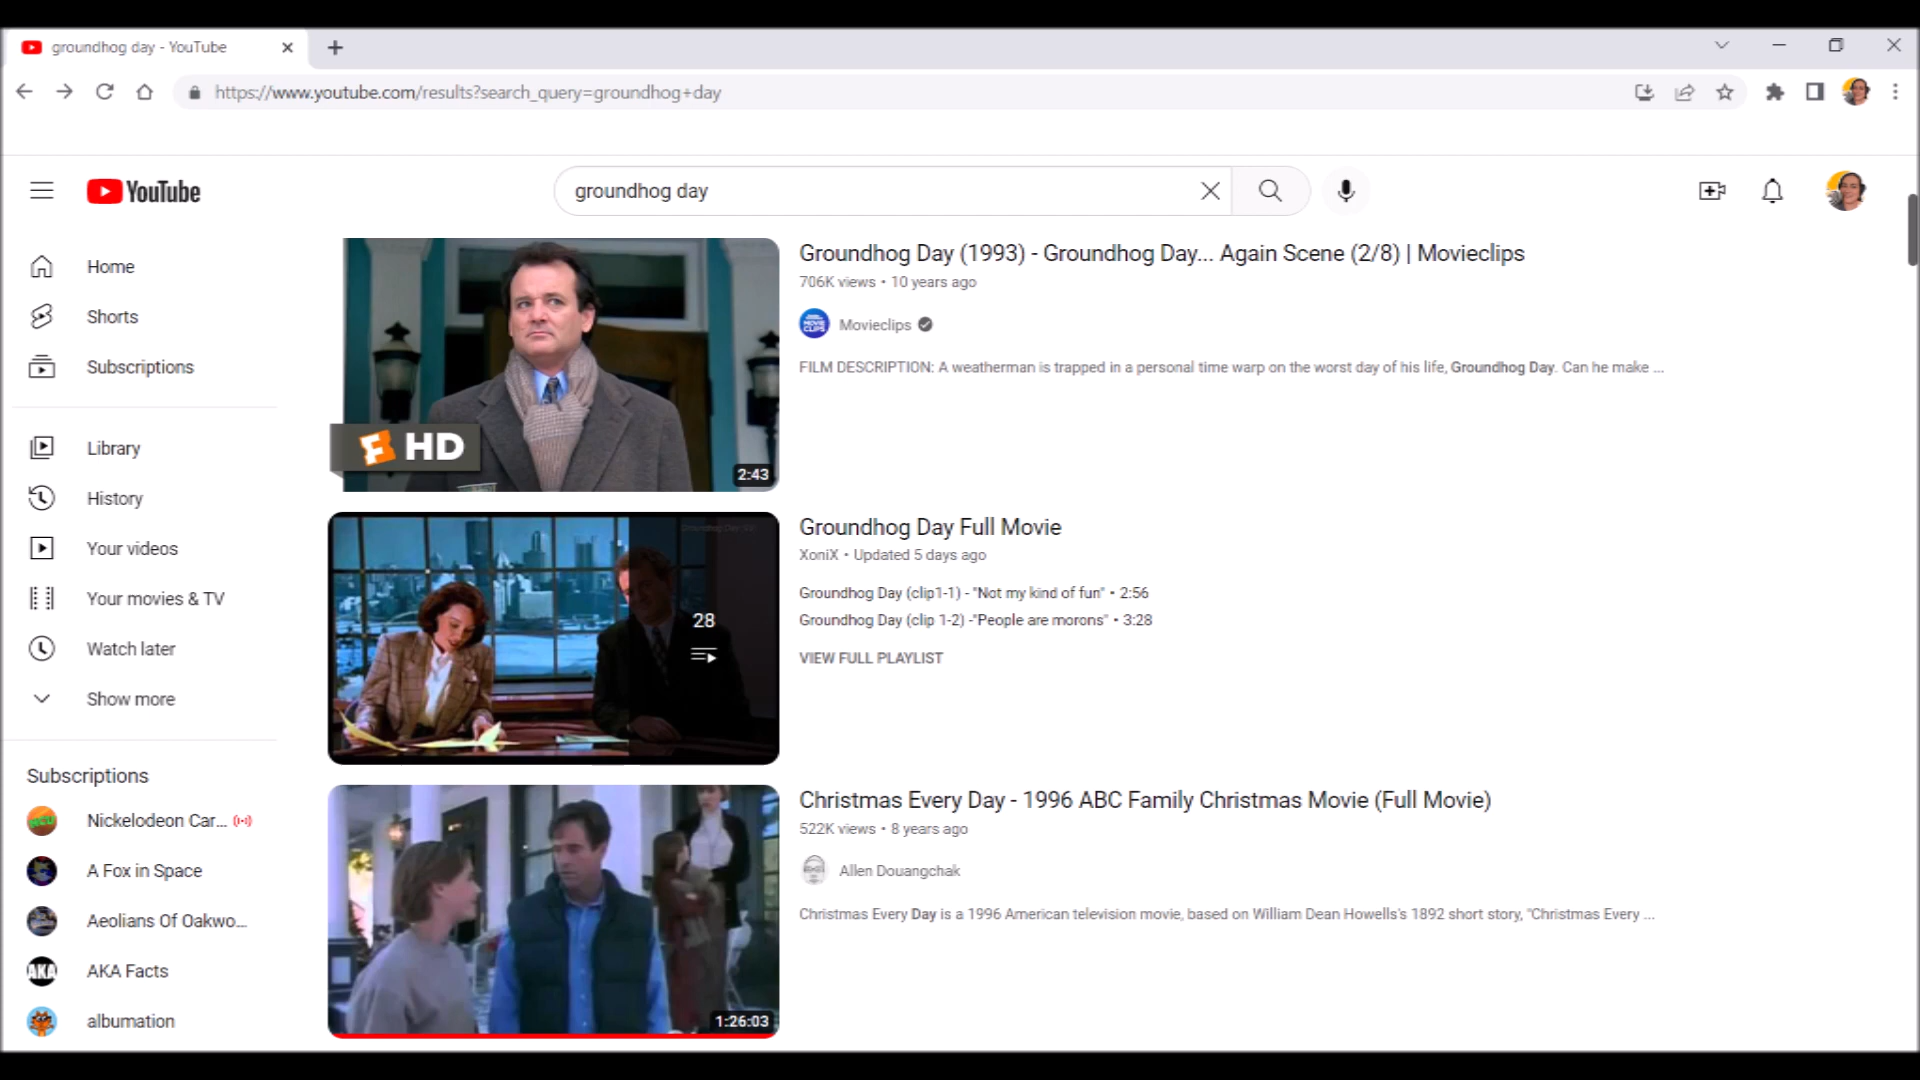 groundhog day - YouTube
https://www.youtube.com/results?search_query=groundhog+day
YouTube
groundhog day
Home
Shorts
Subscriptions
Library
History
Your videos
Your movies & TV
Watch later
Show more
Subscriptions
Nickelodeon Car...
A Fox in Space
Aeolians Of Oakwo...
AKA
AKA Facts
albumation
HD
2:43
Groundhog Day (1993) - Groundhog Day... Again Scene (2/8) | Movieclips
706K views • 10 years ago
MOVIE CLIPS
Movieclips
FILM DESCRIPTION: A weatherman is trapped in a personal time warp on the worst day of his life, Groundhog Day. Can he make ...
28
Groundhog Day Full Movie
XoniX • Updated 5 days ago
Groundhog Day (clip1-1) - "Not my kind of fun" • 2:56
Groundhog Day (clip 1-2) -"People are morons" • 3:28
VIEW FULL PLAYLIST
1:26:03
Christmas Every Day - 1996 ABC Family Christmas Movie (Full Movie)
522K views • 8 years ago
Allen Douangchak
Christmas Every Day is a 1996 American television movie, based on William Dean Howells's 1892 short story, "Christmas Every ...